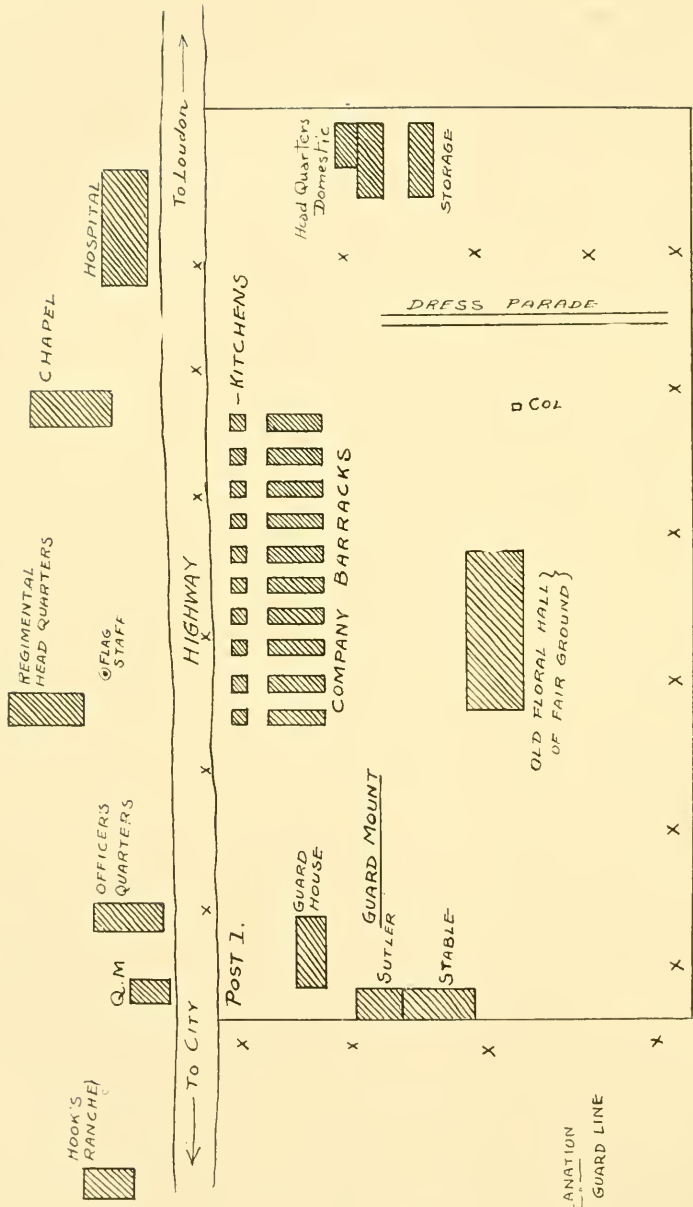 HOOK'S
RANCHE
Q.M
OFFICER'S
QUARTERS
REGIMENTAL
HEAD QUARTERS
FLAG
STAFF
CHAPEL
HOSPITAL
To CITY
HIGHWAY
To Loudon
POST 1.
GUARD
HOUSE
GUARD MOUNT
SUTLER
STABLE
KITCHENS
COMPANY BARRACKS
Head Quarters
Domestic
STORAGE
DRESS PARADE
COL
OLD FLORAL HALL
OF FAIR GROUND
ANATION
GUARD LINE